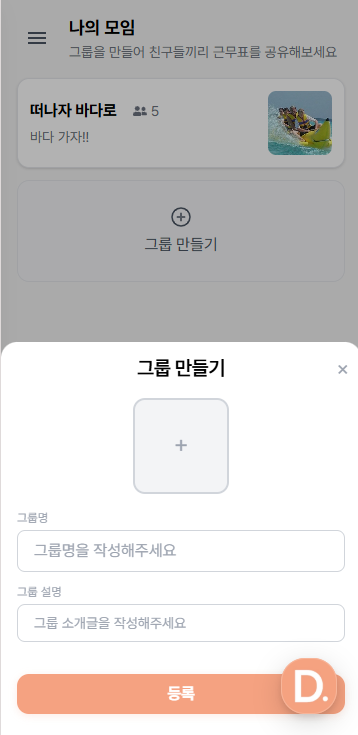 나의 모임
그룹을 만들어 친구들끼리 근무표를 공유해보세요
떠나자 바다로 5
바다 가자!!
그룹 만들기
그룹 만들기
×
+
그룹명
그룹명을 작성해주세요
그룹 설명
그룹 소개글을 작성해주세요
등록
D.